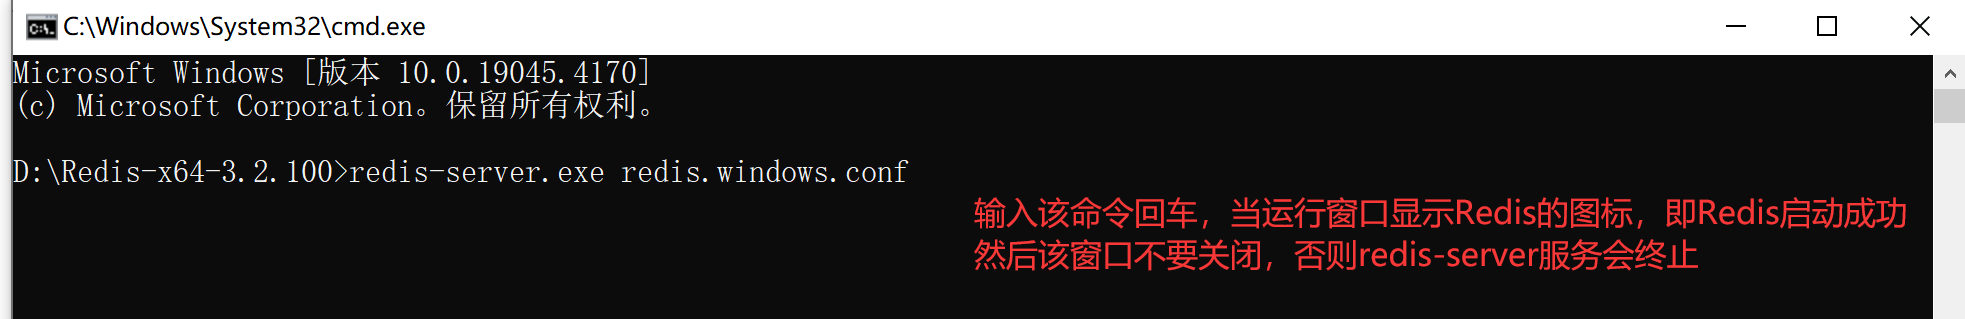 C:\Windows\System32\cmd.exe
Microsoft Windows [版本 10.0.19045.4170]
(c) Microsoft Corporation。保留所有权利。
D:\Redis-x64-3.2.100>redis-server.exe redis.windows.conf
输入该命令回车，当运行窗口显示Redis的图标，即Redis启动成功
然后该窗口不要关闭，否则redis-server服务会终止